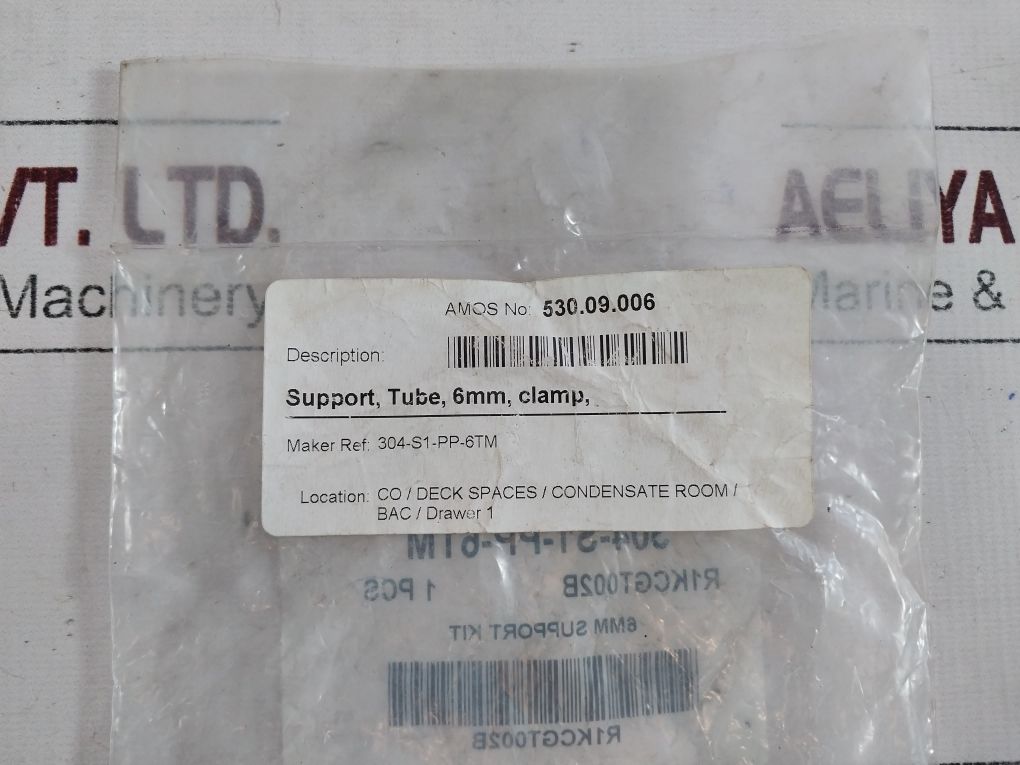 VT. LTD.
AELIYA
Machinery
Marine &
AMOS No: 530.09.006
Description:
Support, Tube, 6mm, clamp,
Maker Ref: 304-S1-PP-6TM
Location: CO / DECK SPACES / CONDENSATE ROOM /
BAC / Drawer 1
304-S1-PP-6TM
R1KCGT002B 1 PCS
6MM SUPPORT KIT
R1KCGT002B